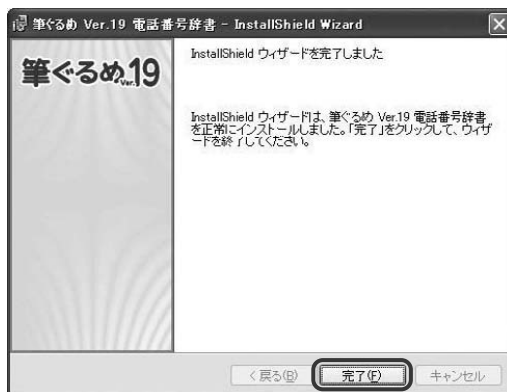 筆ぐるめ Ver.19 電話番号辞書 - InstallShield Wizard
筆ぐるめ Ver.19
InstallShield ウィザードを完了しました
InstallShield ウィザードは、筆ぐるめ Ver.19 電話番号辞書
を正常にインストールしました。「完了」をクリックして、ウィザ
ードを終了してください。
< 戻る(B)
完了(F)
キャンセル